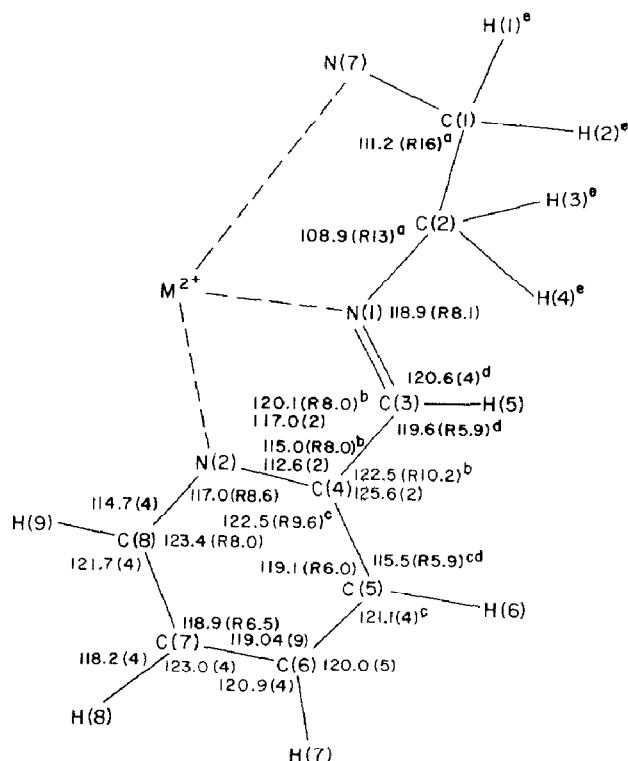 H(1)ᵉ
N(7)
C(1)
H(2)ᵉ
111.2 (R16)ᵃ
H(3)ᵉ
C(2)
108.9 (R13)ᵃ
M²⁺
H(4)ᵉ
N(1) 118.9 (R8.1)
120.6 (4)ᵈ
120.1 (R8.0)ᵇ C(3) H(5)
117.0 (2)
119.6 (R5.9)ᵈ
115.0 (R8.0)ᵇ
N(2) 112.6 (2)
122.5 (R10.2)ᵇ
117.0 (R8.6) C(4) 125.6 (2)
114.7 (4)
122.5 (R9.6)ᶜ
H(9)
C(8) 123.4 (R8.0)
115.5 (R5.9)ᶜᵈ
121.7 (4)
119.1 (R6.0)
C(5)
H(6)
121.1 (4)ᶜ
118.9 (R6.5)
119.04 (9)
C(7)
118.2 (4)
123.0 (4) C(6) 120.0 (5)
120.9 (4)
H(8)
H(7)